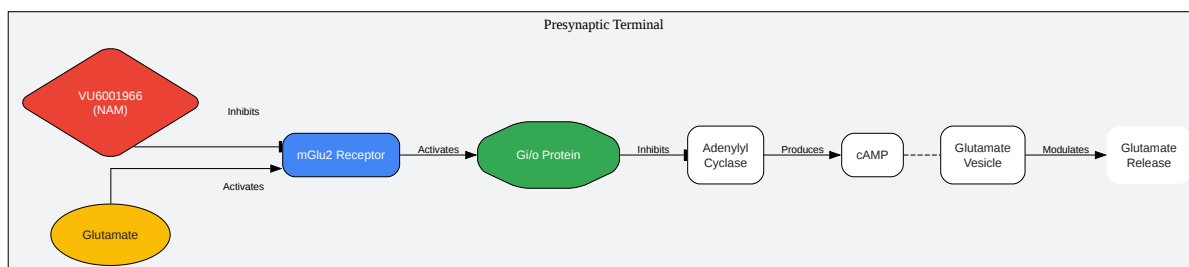 Presynaptic Terminal
VU6001966
(NAM)
Inhibits
mGlu2 Receptor
Activates
Gi/o Protein
Inhibits
Adenylyl
Cyclase
Produces
cAMP
Glutamate
Vesicle
Modulates
Glutamate
Release
Activates
Glutamate